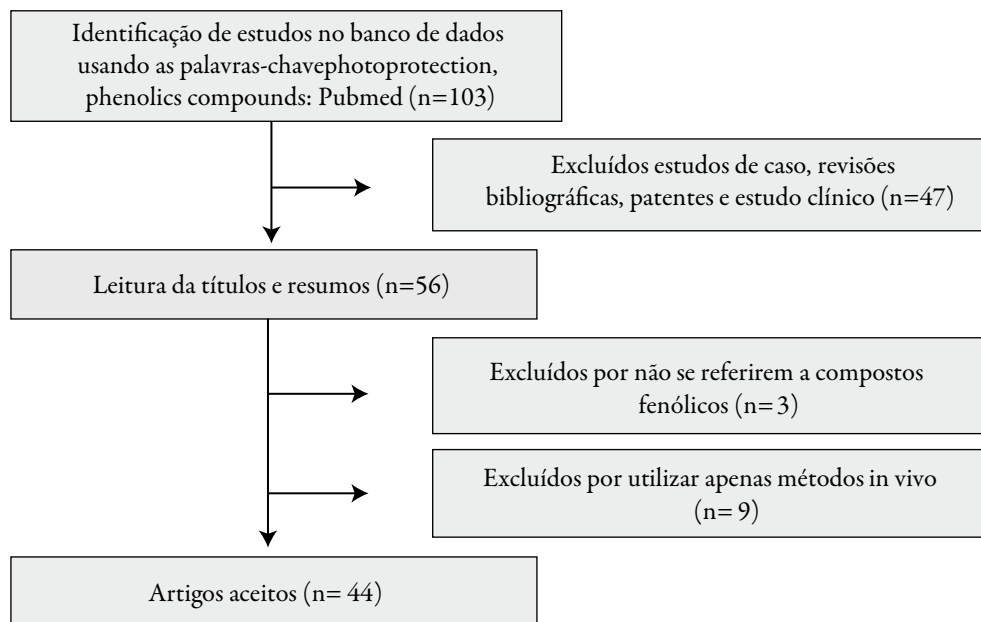 Identificação de estudos no banco de dados
usando as palavras-chavephotoprotection,
phenolics compounds: Pubmed (n=103)
Excluídos estudos de caso, revisões
bibliográficas, patentes e estudo clínico (n=47)
Leitura da títulos e resumos (n=56)
Excluídos por não se referirem a compostos
fenólicos (n= 3)
Excluídos por utilizar apenas métodos in vivo
(n= 9)
Artigos aceitos (n= 44)